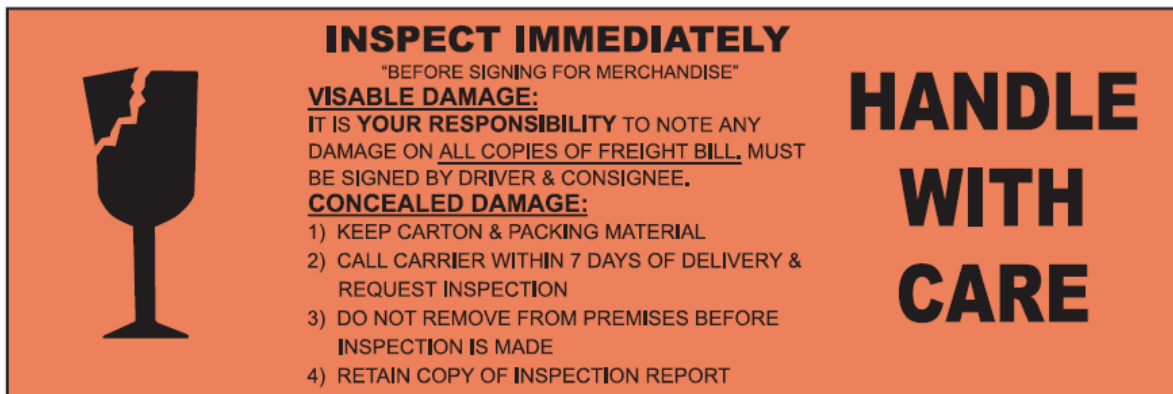 INSPECT IMMEDIATELY
"BEFORE SIGNING FOR MERCHANDISE"
VISABLE DAMAGE:
IT IS YOUR RESPONSIBILITY TO NOTE ANY
DAMAGE ON ALL COPIES OF FREIGHT BILL. MUST
BE SIGNED BY DRIVER & CONSIGNEE.
CONCEALED DAMAGE:
1) KEEP CARTON & PACKING MATERIAL
2) CALL CARRIER WITHIN 7 DAYS OF DELIVERY &
REQUEST INSPECTION
3) DO NOT REMOVE FROM PREMISES BEFORE
INSPECTION IS MADE
4) RETAIN COPY OF INSPECTION REPORT
HANDLE
WITH
CARE